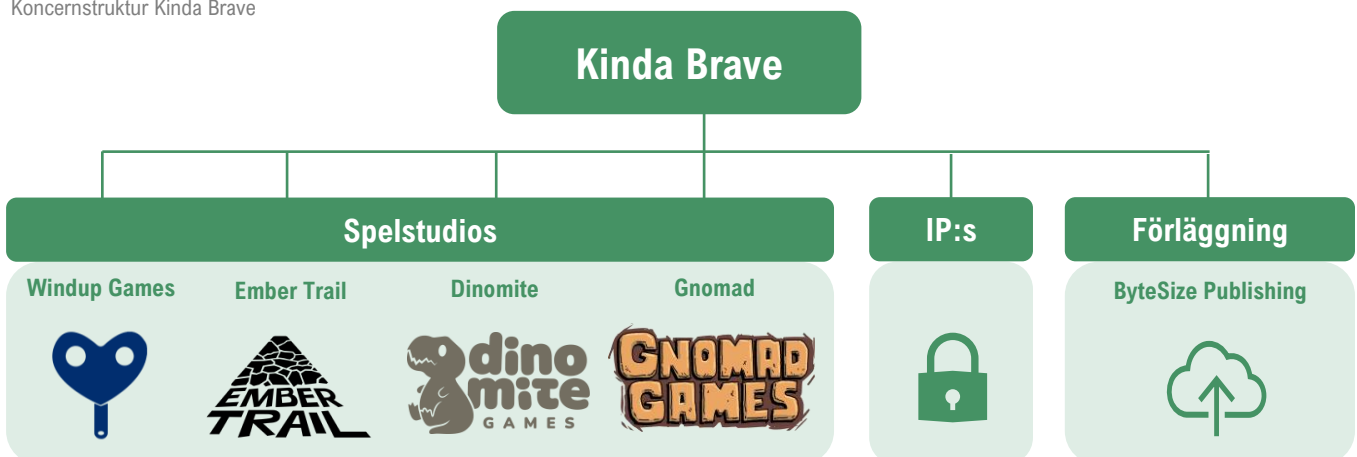 Koncernstruktur Kinda Brave
Kinda Brave
Spelstudios
IP:s
Förläggning
Windup Games
Ember Trail
Dinomite
Gnomad
ByteSize Publishing
EMBER
TRAIL
dino
mite
GAMES
GNOMAD
GAMES